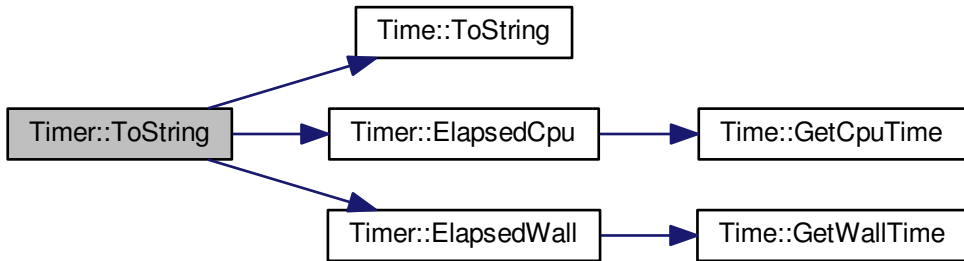 Time::ToString
Timer::ToString
Timer::ElapsedCpu
Time::GetCpuTime
Timer::ElapsedWall
Time::GetWallTime